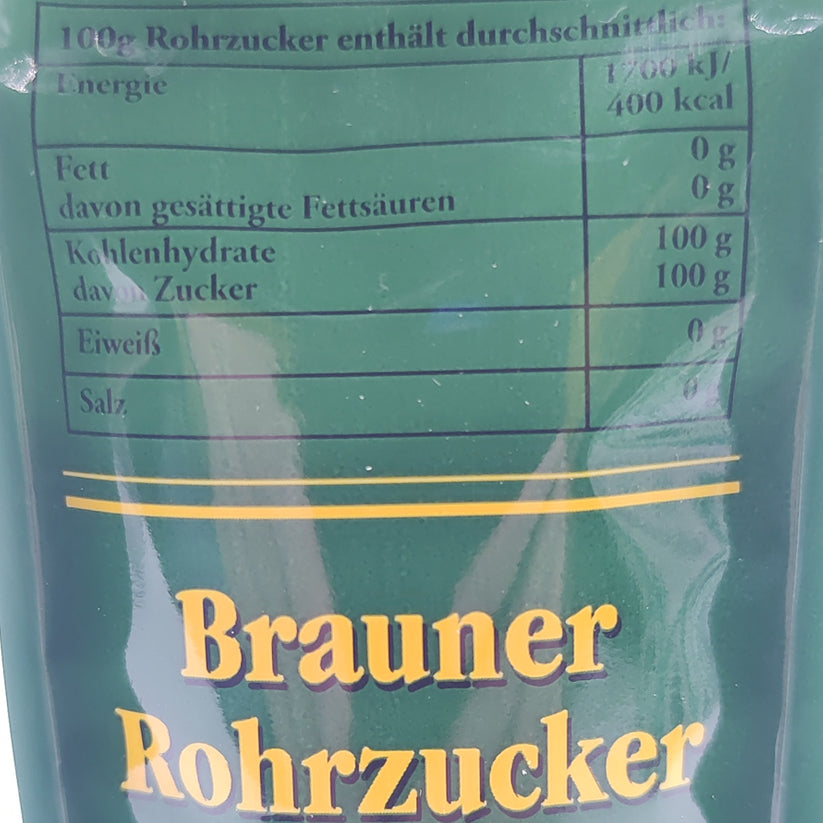 100g Rohrzucker enthält durchschnittlich:
Energie 1700 kJ/
400 kcal
Fett 0 g
davon gesättigte Fettsäuren 0 g
Kohlenhydrate 100 g
davon Zucker 100 g
Eiweiß 0 g
Salz 0
Brauner
Rohrzucker